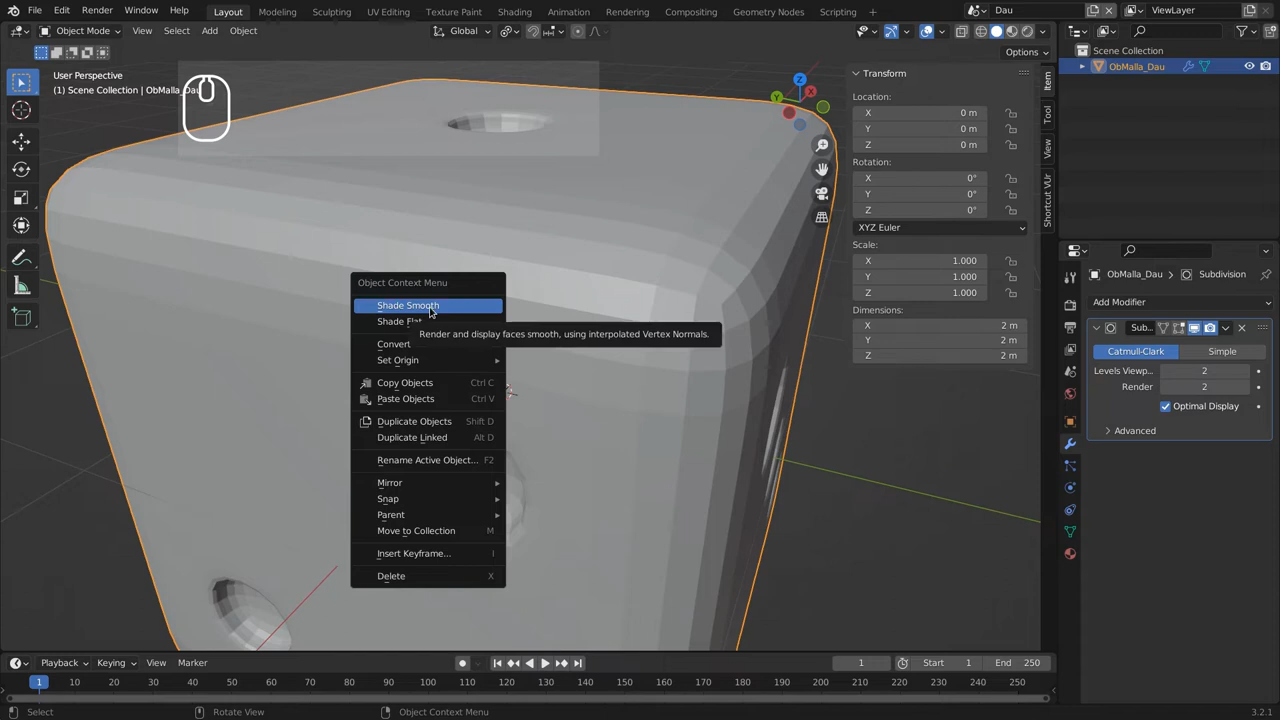 File Edit Render Window Help Layout Modeling Sculpting UV Editing Texture Paint Shading Animation Rendering Compositing Geometry Nodes Scripting Dau ViewLayer
Object Mode View Select Add Object Global
Options
User Perspective
(1) Scene Collection | ObMalla_Dau
Scene Collection
ObMalla_Dau
Item
Tool
View
Shortcut VUr
Transform
Location:
X 0 m
Y 0 m
Z 0 m
Rotation:
X 0°
Y 0°
Z 0°
XYZ Euler
Scale:
X 1.000
Y 1.000
Z 1.000
Dimensions:
X 2 m
Y 2 m
Z 2 m
Object Context Menu
Shade Smooth
Shade Flat
Render and display faces smooth, using interpolated Vertex Normals.
Convert
Set Origin
Copy Objects Ctrl C
Paste Objects Ctrl V
Duplicate Objects Shift D
Duplicate Linked Alt D
Rename Active Object... F2
Mirror
Snap
Parent
Move to Collection M
Insert Keyframe... I
Delete X
ObMalla_Dau Subdivision
Add Modifier
Sub...
Catmull-Clark Simple
Levels Viewp... 2
Render 2
Optimal Display
Advanced
Playback Keying View Marker 1 Start 1 End 250
1 10 20 30 40 50 60 70 80 90 100 110 120 130 140 150 160 170 180 190 200 210 220 230 240 250
Select Rotate View Object Context Menu 3.2.1